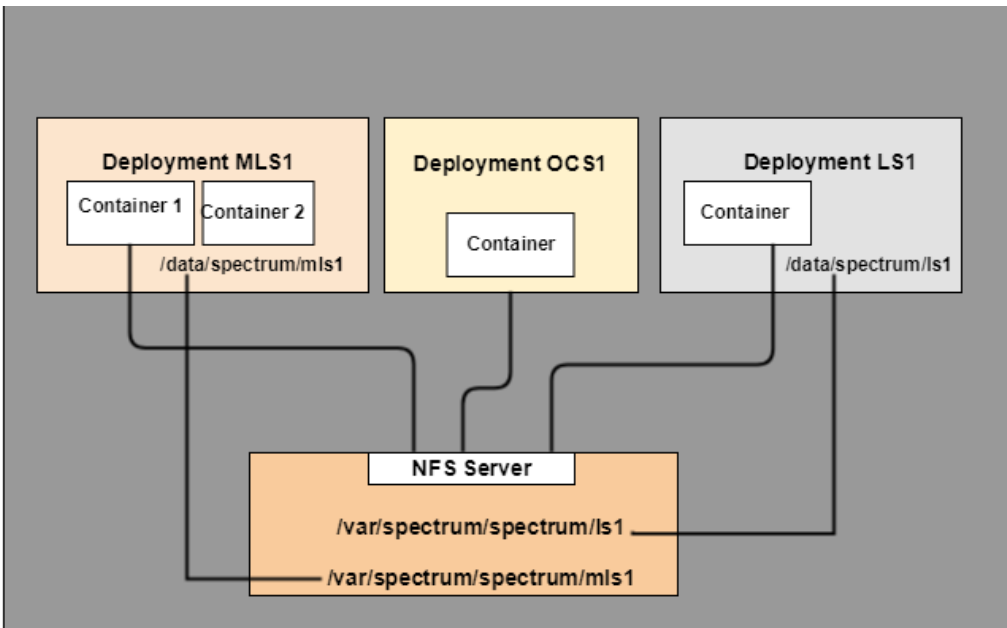 Deployment MLS1
Container 1
Container 2
/data/spectrum/mls1
Deployment OCS1
Container
Deployment LS1
Container
/data/spectrum/ls1
NFS Server
/var/spectrum/spectrum/ls1
/var/spectrum/spectrum/mls1